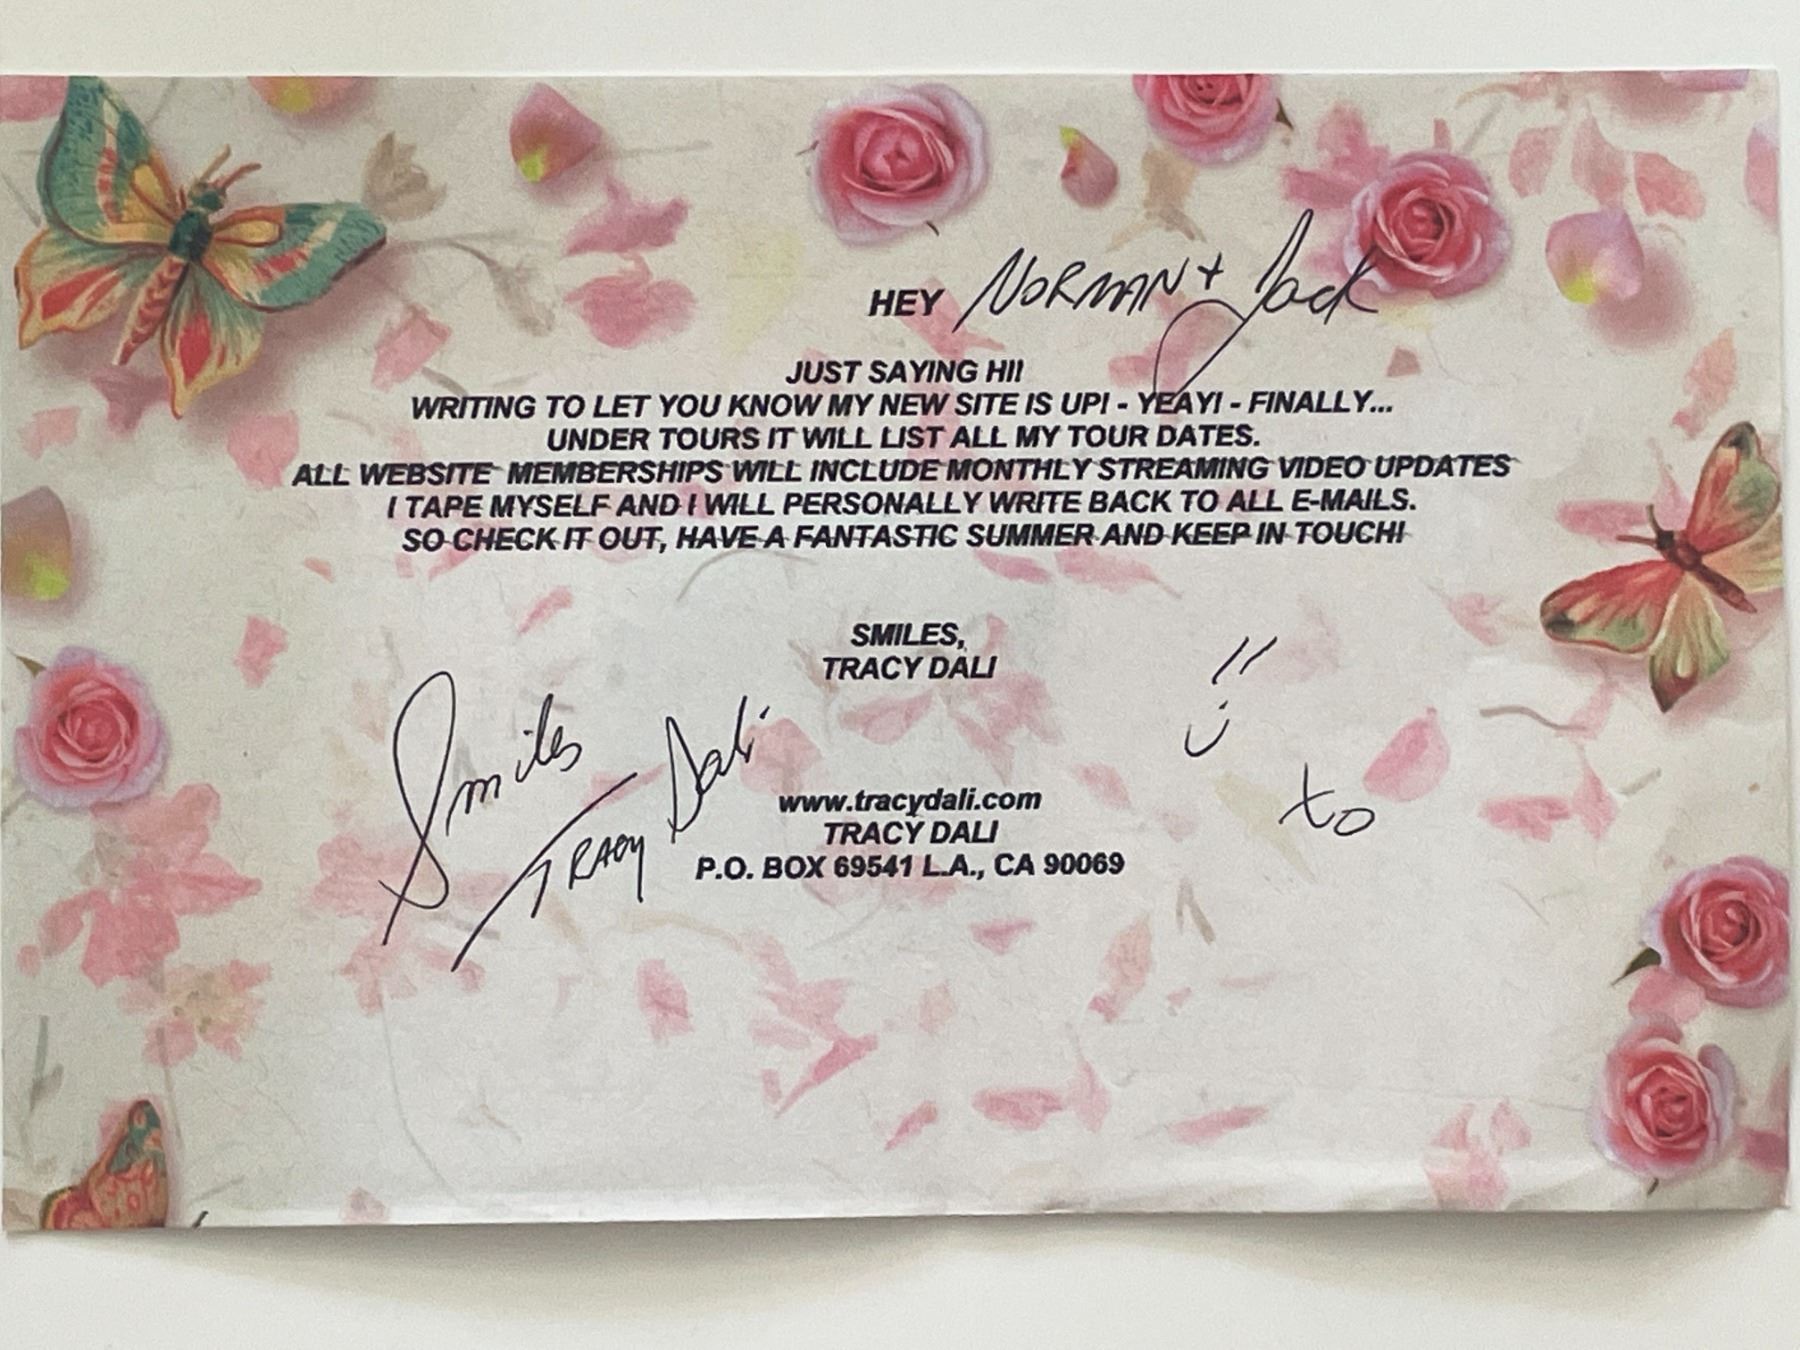 HEY NORMAN + Jack
JUST SAYING HI!
WRITING TO LET YOU KNOW MY NEW SITE IS UP! - YEAY! - FINALLY...
UNDER TOURS IT WILL LIST ALL MY TOUR DATES.
ALL WEBSITE MEMBERSHIPS WILL INCLUDE MONTHLY STREAMING VIDEO UPDATES
I TAPE MYSELF AND I WILL PERSONALLY WRITE BACK TO ALL E-MAILS.
SO CHECK IT OUT, HAVE A FANTASTIC SUMMER AND KEEP IN TOUCH!
SMILES,
TRACY DALI
Smiles
TRACY Dali
xo
www.tracydali.com
TRACY DALI
P.O. BOX 69541 L.A., CA 90069